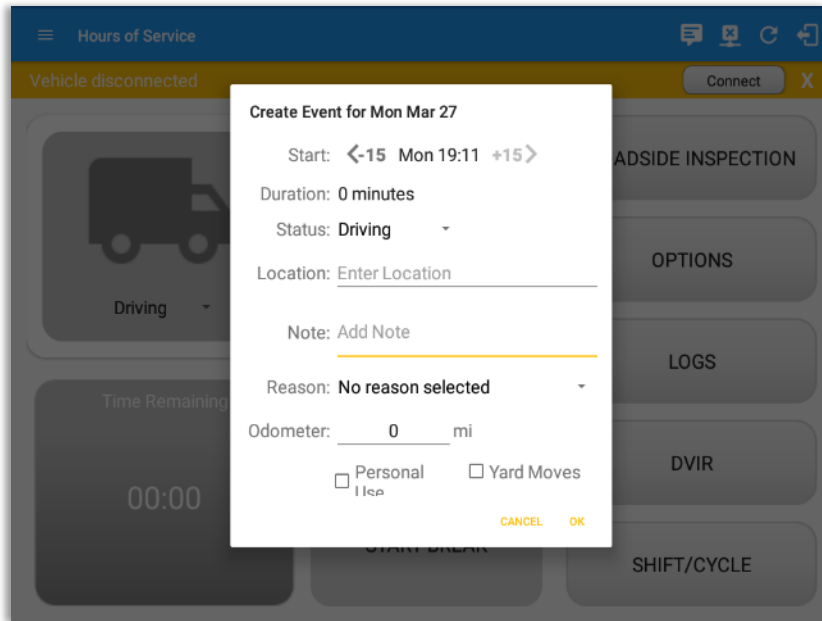 Hours of Service
Vehicle disconnected
Connect X
Create Event for Mon Mar 27
Start: -15 Mon 19:11 +15
Duration: 0 minutes
Status: Driving
Location: Enter Location
Note: Add Note
Reason: No reason selected
Odometer: 0 mi
Personal Use
Yard Moves
CANCEL OK
Driving
Time Remaining
00:00
START BREAK
ADSIDE INSPECTION
OPTIONS
LOGS
DVIR
SHIFT/CYCLE